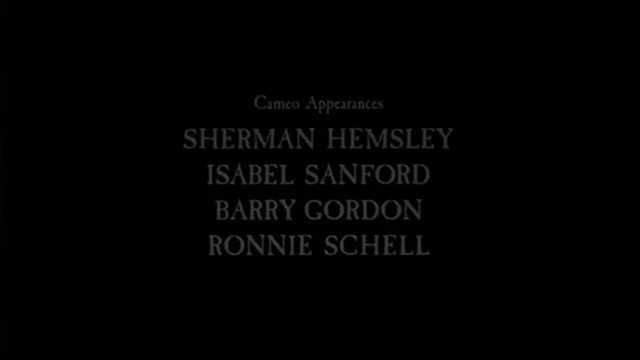 Cameo Appearances
SHERMAN HEMSLEY
ISABEL SANFORD
BARRY GORDON
RONNIE SCHELL